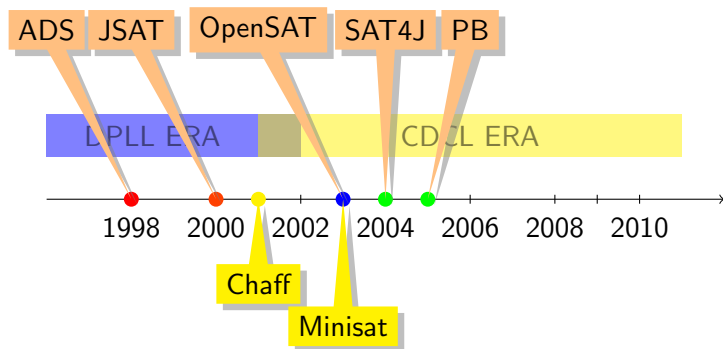 ADS JSAT OpenSAT SAT4J PB
DPLL ERA CDCL ERA
1998 2000 2002 2004 2006 2008 2010
Chaff
Minisat